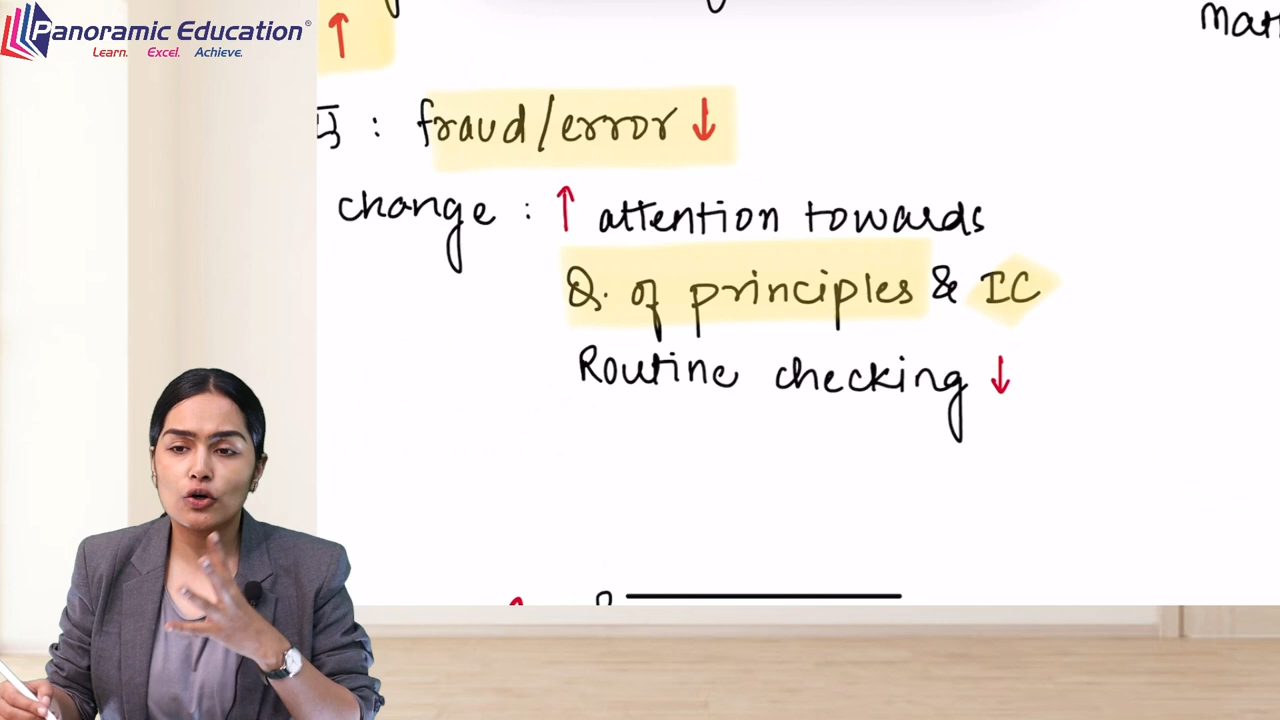 Panoramic Education®
Learn. Excel. Achieve.
↑
: fraud/error ↓
change : ↑ attention towards
Q. of principles & IC
Routine checking ↓